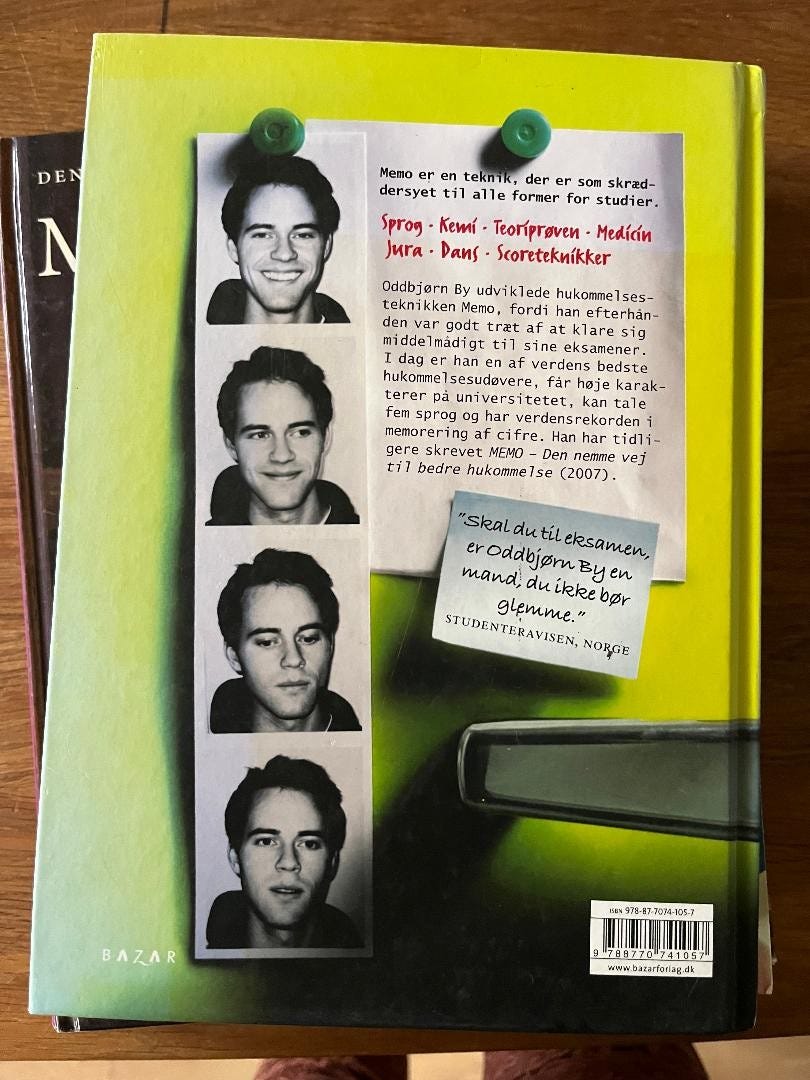 DEN
M
Memo er en teknik, der er som skræd-
dersyet til alle former for studier.
Sprog · Kemi · Teoriprøven · Medicin
Jura · Dans · Scoreteknikker
Oddbjørn By udviklede hukommelses-
teknikken Memo, fordi han efterhån-
den var godt træt af at klare sig
middelmådigt til sine eksamener.
I dag er han en af verdens bedste
hukommelsesudøvere, får høje karak-
terer på universitetet, kan tale
fem sprog og har verdensrekorden i
memorering af cifre. Han har tidli-
gere skrevet MEMO – Den nemme vej
til bedre hukommelse (2007).
"Skal du til eksamen,
er Oddbjørn By en
mand, du ikke bør
glemme."
STUDENTERAVISEN, NORGE
BAZAR
ISBN 978-87-7074-105-7
9 788770 741057
www.bazarforlag.dk